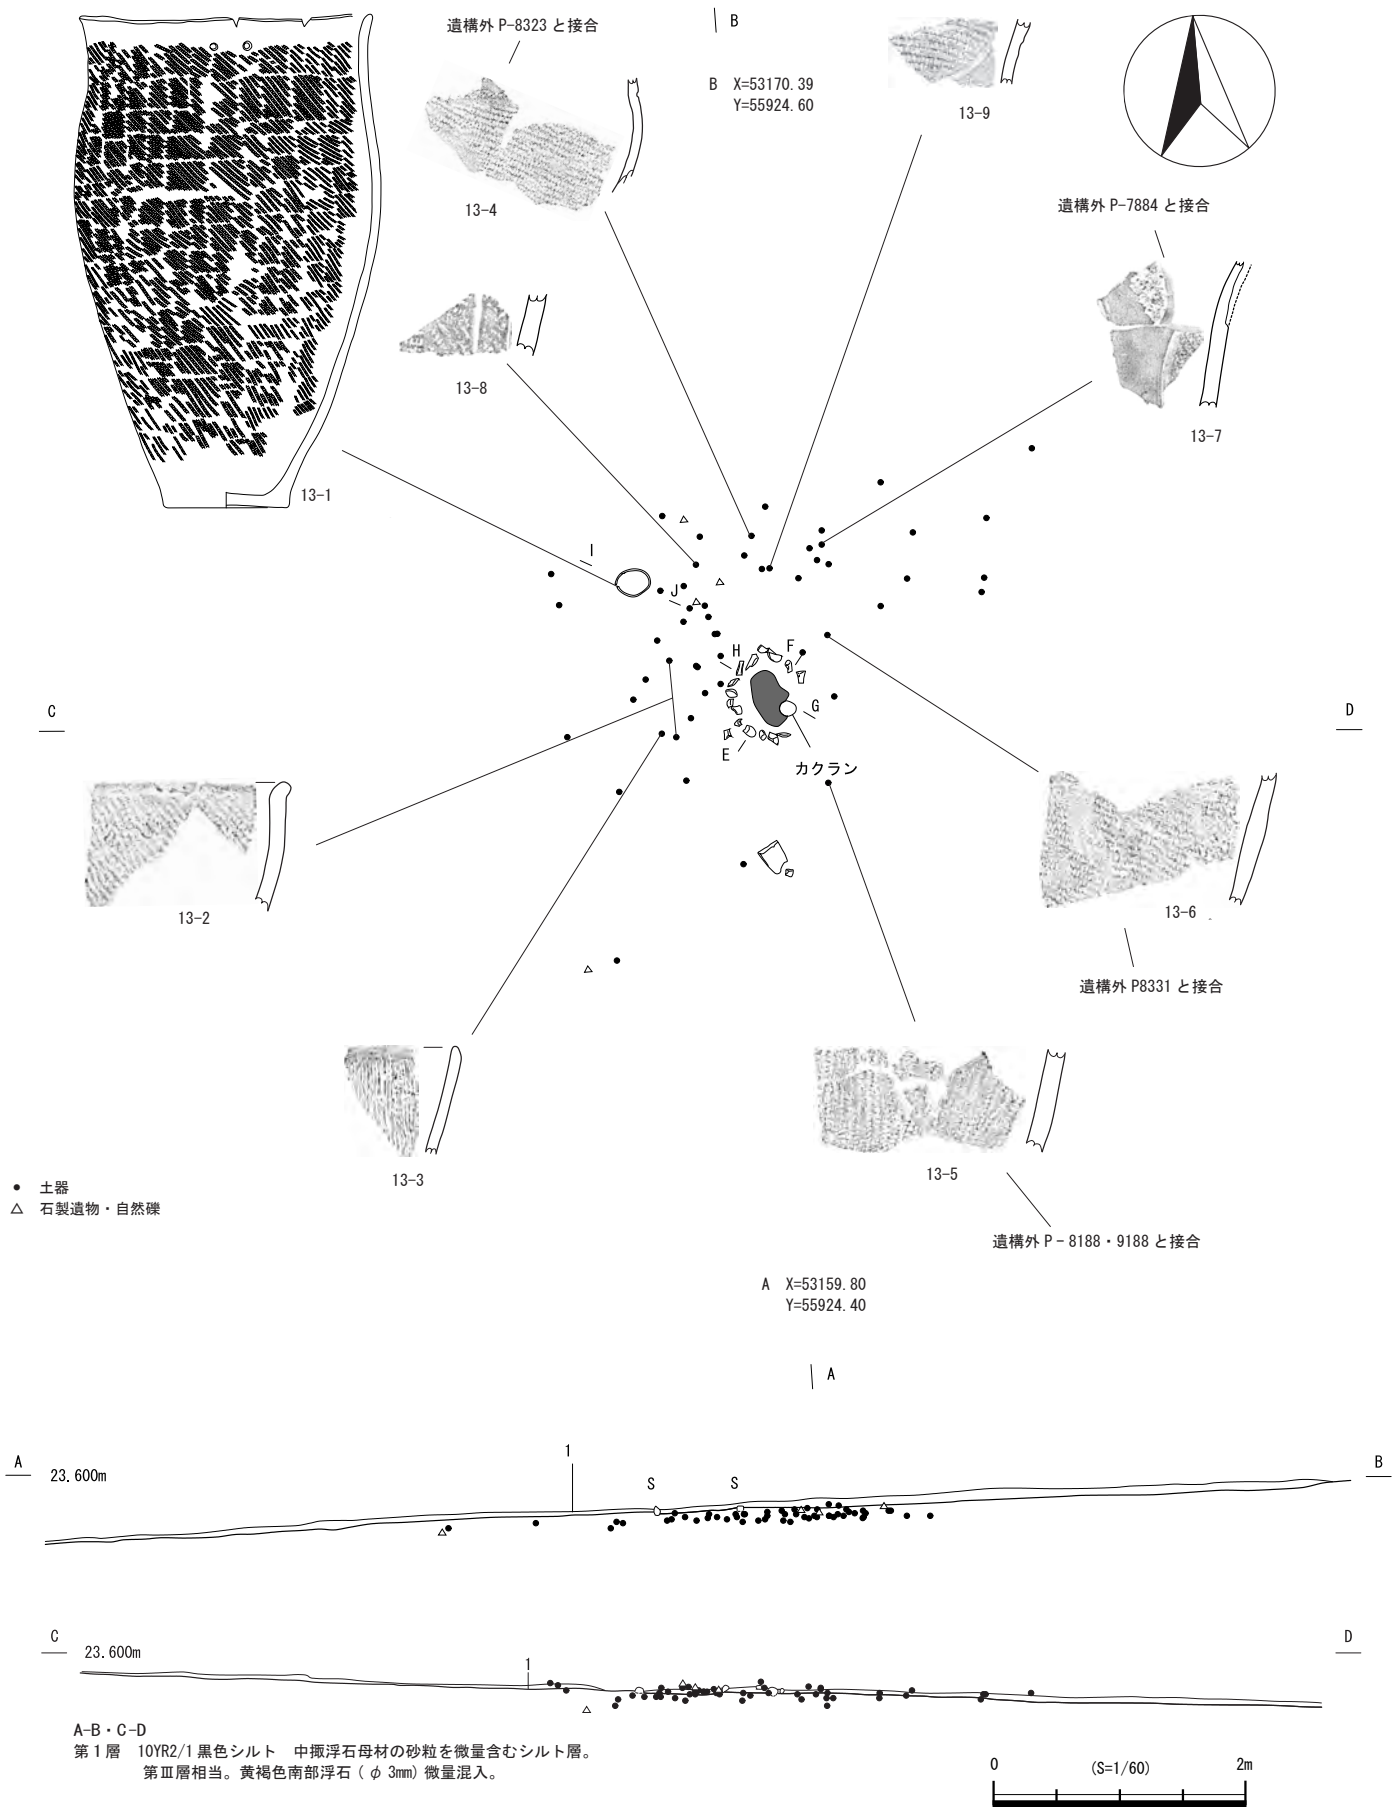 遺構外 P-8323 と接合
B
B X=53170.39
Y=55924.60
13-9
13-4
遺構外 P-7884 と接合
13-8
13-7
13-1
I
J
H
F
C
G
D
E
カクラン
13-2
13-6
遺構外 P8331 と接合
13-3
13-5
● 土器
△ 石製遺物・自然礫
遺構外 P-8188・9188 と接合
A X=53159.80
Y=55924.40
A
A 23.600m
1
S
S
B
C 23.600m
1
D
A-B・C-D
第1層 10YR2/1 黒色シルト 中掫浮石母材の砂粒を微量含むシルト層。
第Ⅲ層相当。黄褐色南部浮石(φ3mm)微量混入。
0 (S=1/60) 2m